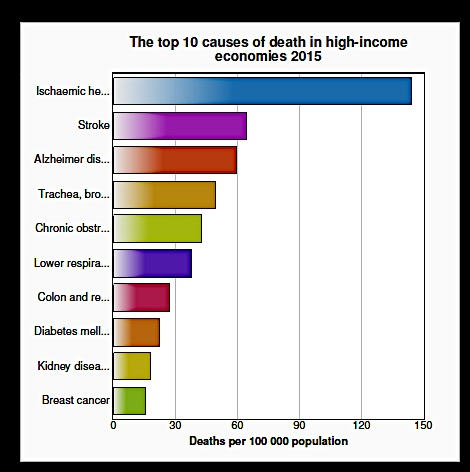 The top 10 causes of death in high-income
economies 2015
Ischaemic he...
Stroke
Alzheimer dis...
Trachea, bro...
Chronic obstr...
Lower respira...
Colon and re...
Diabetes mell...
Kidney disea...
Breast cancer
0 30 60 90 120 150
Deaths per 100 000 population